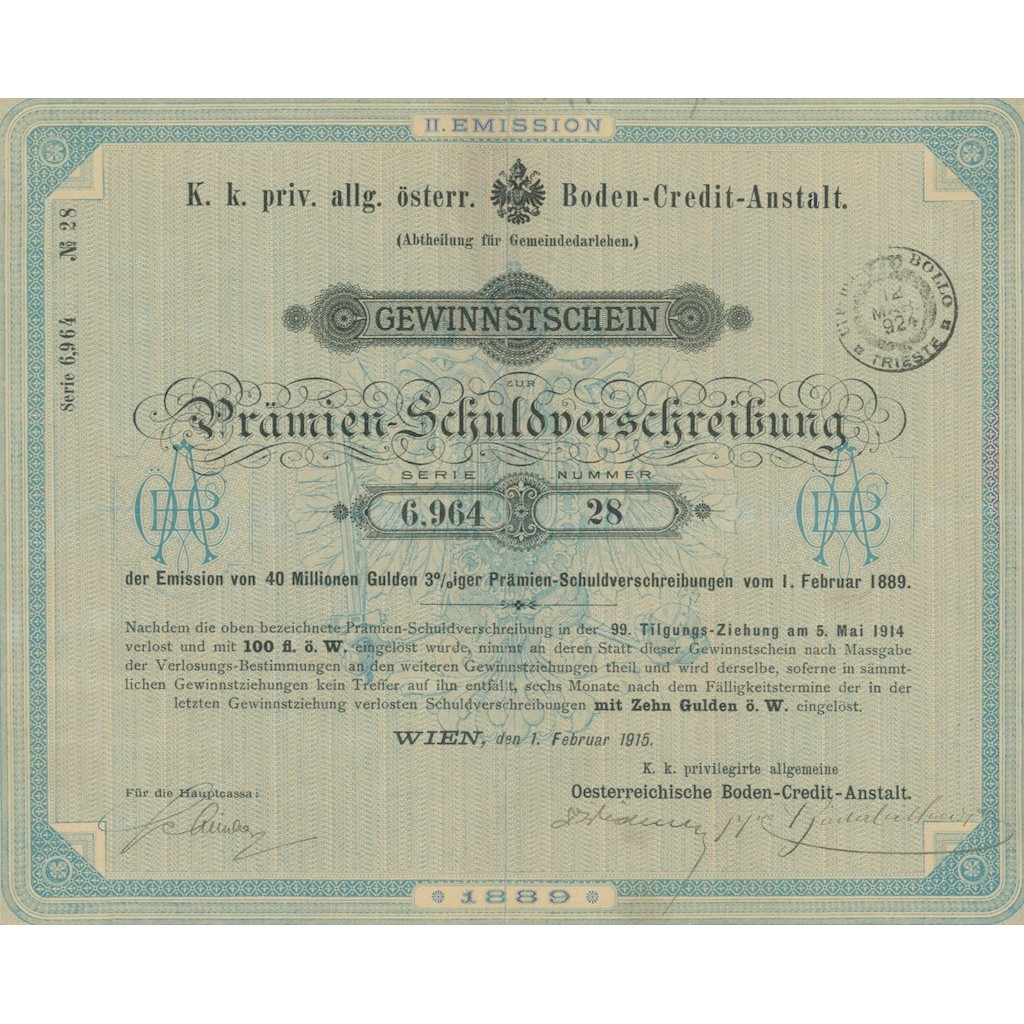 II. EMISSION
K. k. priv. allg. österr. Boden-Credit-Anstalt.
(Abtheilung für Gemeindedarlehen.)
Serie 6,964 № 28
GEWINNSTSCHEIN
BOLLO
12
924
TRIESTE
ZUR
Prämien-Schuldverschreibung
SERIE NUMMER
6,964 28
der Emission von 40 Millionen Gulden 3%iger Prämien-Schuldverschreibungen vom 1. Februar 1889.
Nachdem die oben bezeichnete Prämien-Schuldverschreibung in der 99. Tilgungs-Ziehung am 5. Mai 1914
verlost und mit 100 fl. ö. W. eingelöst wurde, nimmt an deren Statt dieser Gewinnstschein nach Massgabe
der Verlosungs-Bestimmungen an den weiteren Gewinnstziehungen theil und wird derselbe, soferne in sämmt-
lichen Gewinnstziehungen kein Treffer auf ihn entfällt, sechs Monate nach dem Fälligkeitstermine der in der
letzten Gewinnstziehung verlosten Schuldverschreibungen mit Zehn Gulden ö. W. eingelöst.
WIEN, den 1. Februar 1915.
K. k. privilegirte allgemeine
Für die Hauptcassa:
Oesterreichische Boden-Credit-Anstalt.
1889